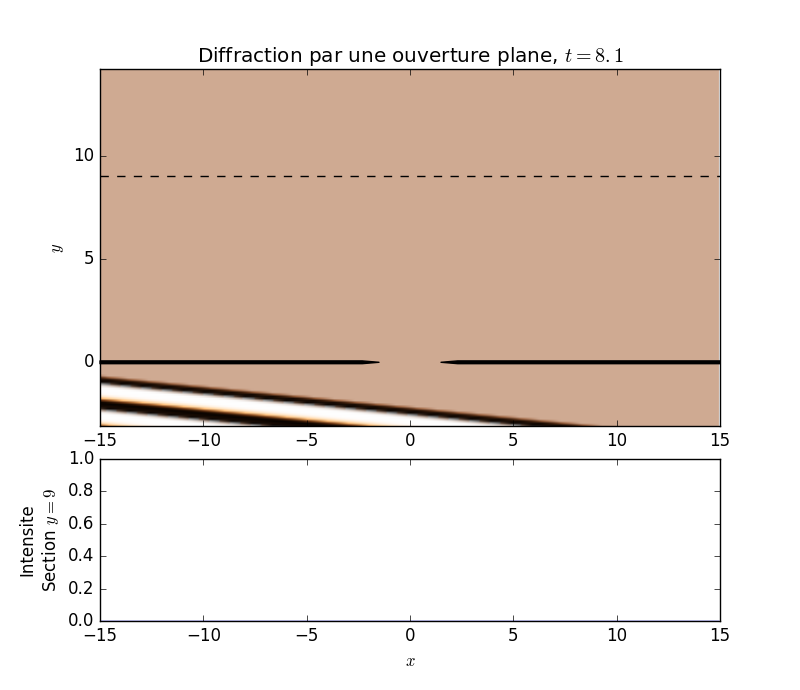 Diffraction par une ouverture plane, t = 8.1
10
5
0
y
−15 −10 −5 0 5 10 15
1.0
0.8
0.6
0.4
0.2
0.0
Intensite
Section y = 9
−15 −10 −5 0 5 10 15
x